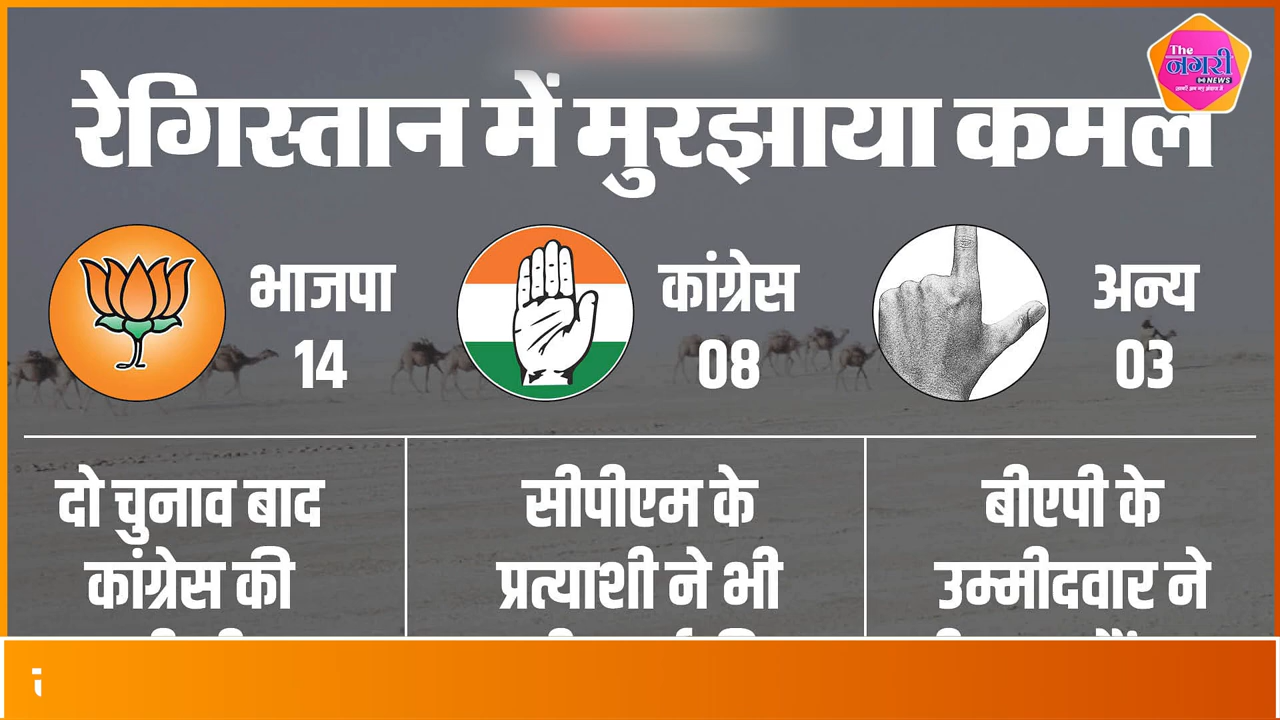 The
नगरी
NEWS
रेगिस्तान में मुरझाया कमल
भाजपा
14
कांग्रेस
08
अन्य
03
दो चुनाव बाद
कांग्रेस की
सीपीएम के
प्रत्याशी ने भी
बीएपी के
उम्मीदवार ने